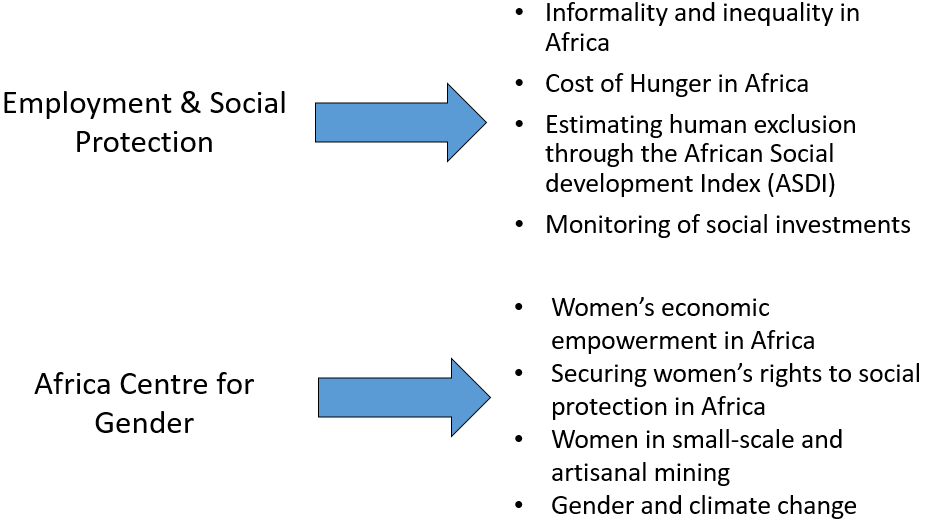 Employment & Social
Protection
• Informality and inequality in
Africa
• Cost of Hunger in Africa
• Estimating human exclusion
through the African Social
development Index (ASDI)
• Monitoring of social investments
Africa Centre for
Gender
• Women’s economic
empowerment in Africa
• Securing women’s rights to social
protection in Africa
• Women in small-scale and
artisanal mining
• Gender and climate change